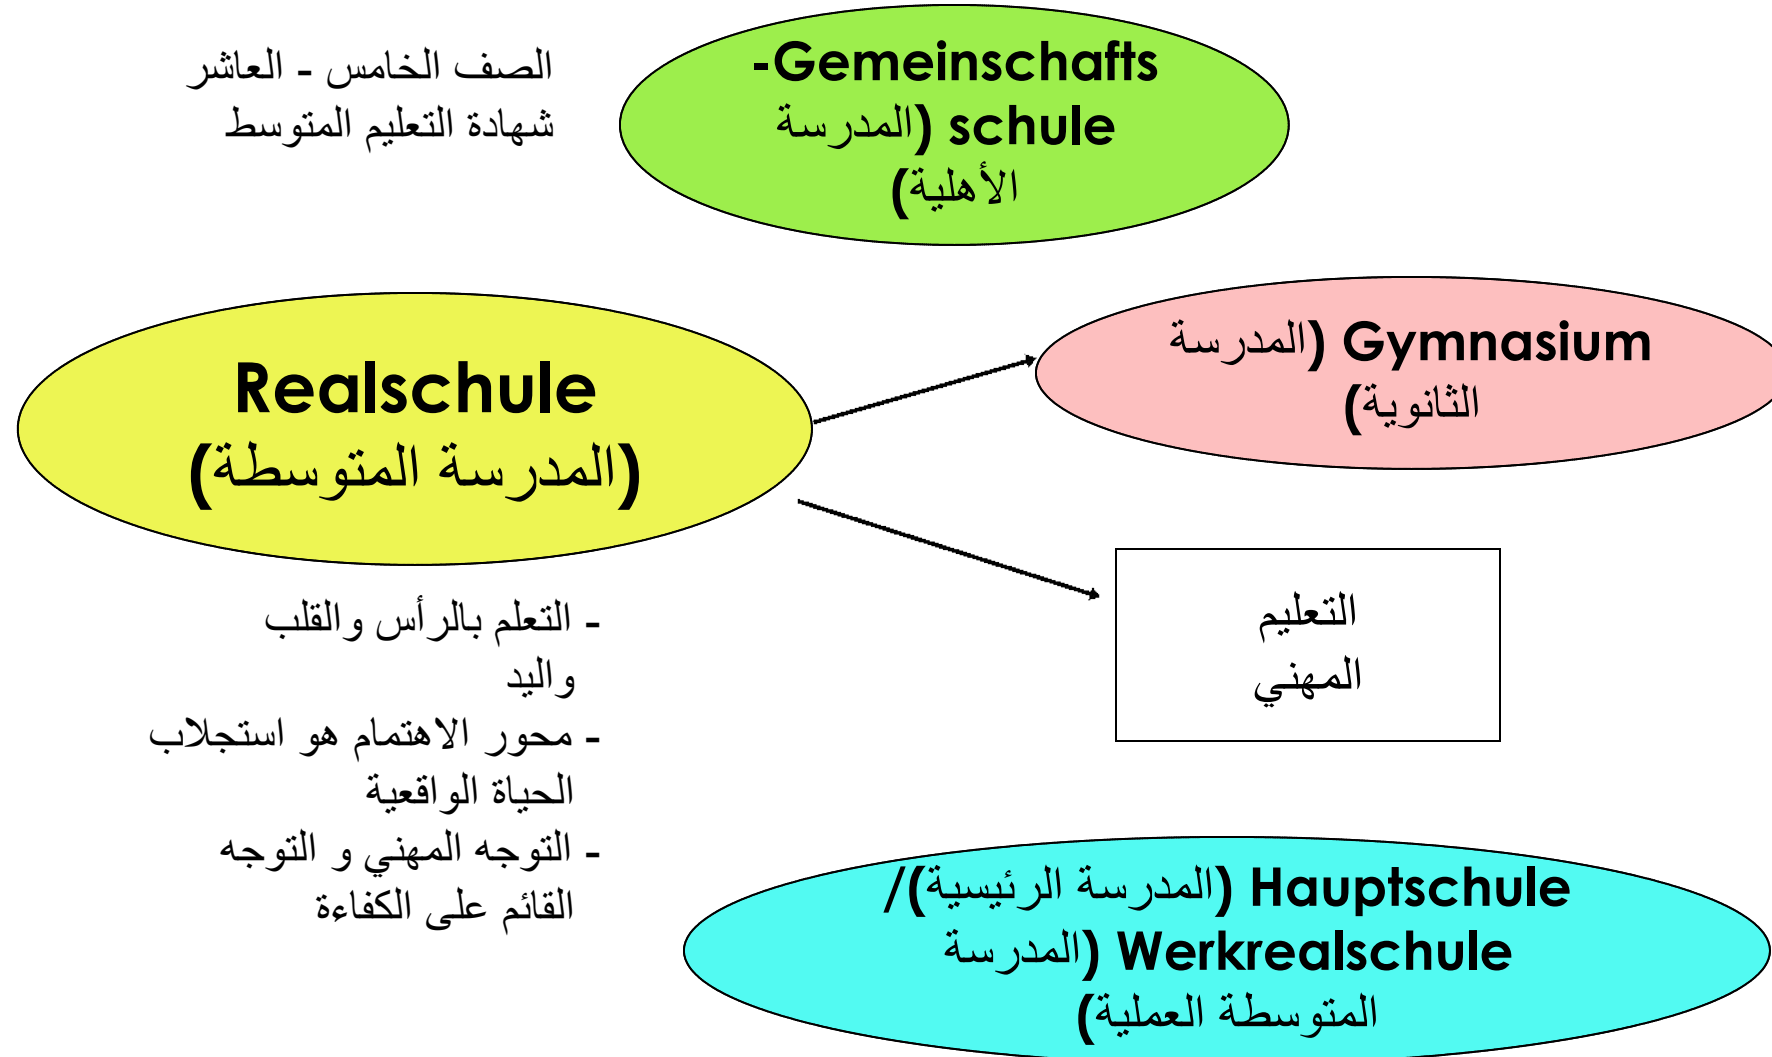 الصف الخامس - العاشر
شهادة التعليم المتوسط
Gemeinschafts-
schule (المدرسة
الأهلية)
Realschule
(المدرسة المتوسطة)
Gymnasium (المدرسة
الثانوية)
- التعلم بالرأس والقلب
واليد
- محور الاهتمام هو استجلاب
الحياة الواقعية
- التوجه المهني و التوجه
القائم على الكفاءة
التعليم
المهني
Hauptschule (المدرسة الرئيسية)/
Werkrealschule (المدرسة
المتوسطة العملية)